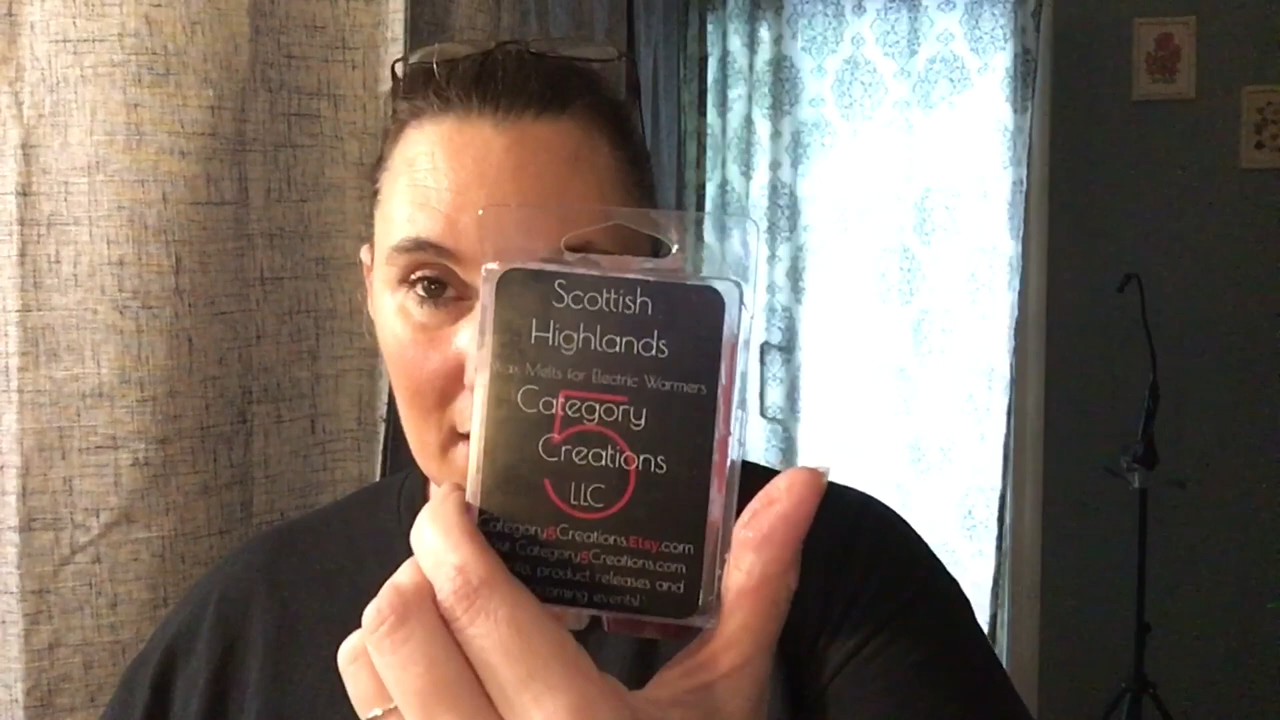 Scottish
Highlands
Wax Melts for Electric Warmers
Category
5
Creations
LLC
Category5Creations.Etsy.com
Category5Creations.com
product releases and
events!